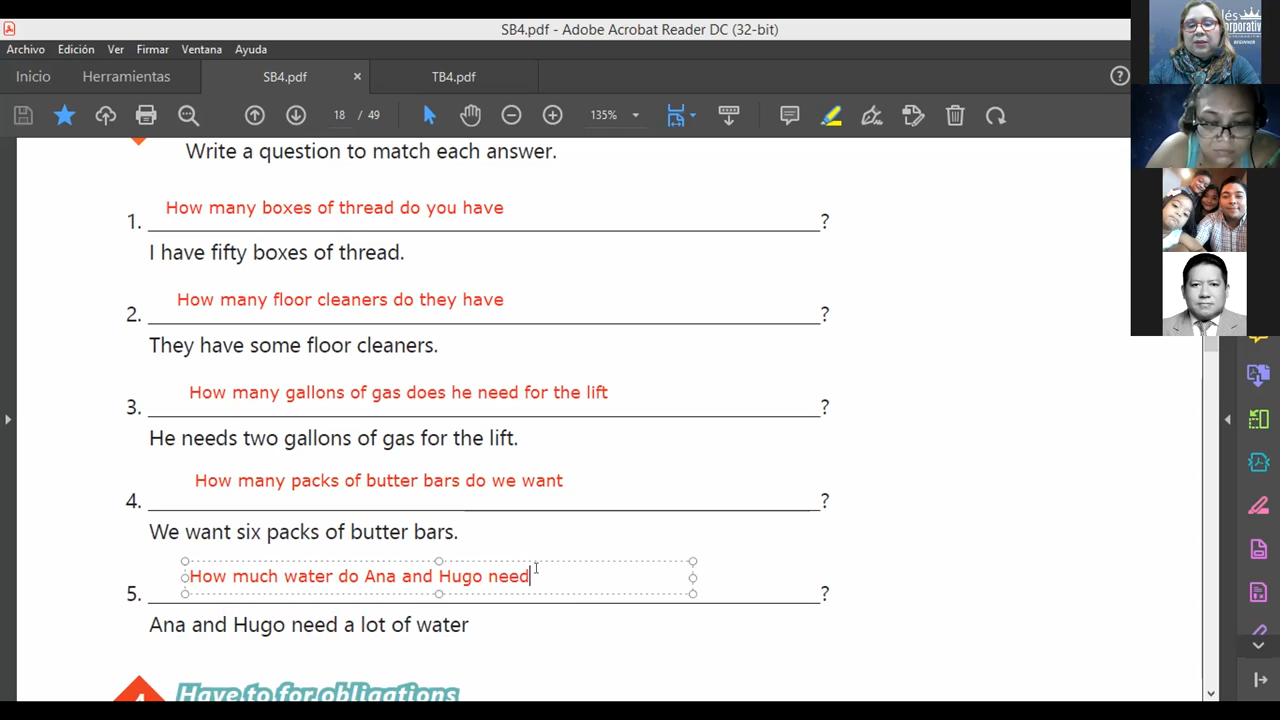 SB4.pdf - Adobe Acrobat Reader DC (32-bit)
Archivo Edición Ver Firmar Ventana Ayuda
Inicio Herramientas SB4.pdf × TB4.pdf
18 / 49 135%
Write a question to match each answer.
How many boxes of thread do you have
1. ?
I have fifty boxes of thread.
How many floor cleaners do they have
2. ?
They have some floor cleaners.
How many gallons of gas does he need for the lift
3. ?
He needs two gallons of gas for the lift.
How many packs of butter bars do we want
4. ?
We want six packs of butter bars.
How much water do Ana and Hugo need
5. ?
Ana and Hugo need a lot of water
4 Have to for obligations
BEGINNER